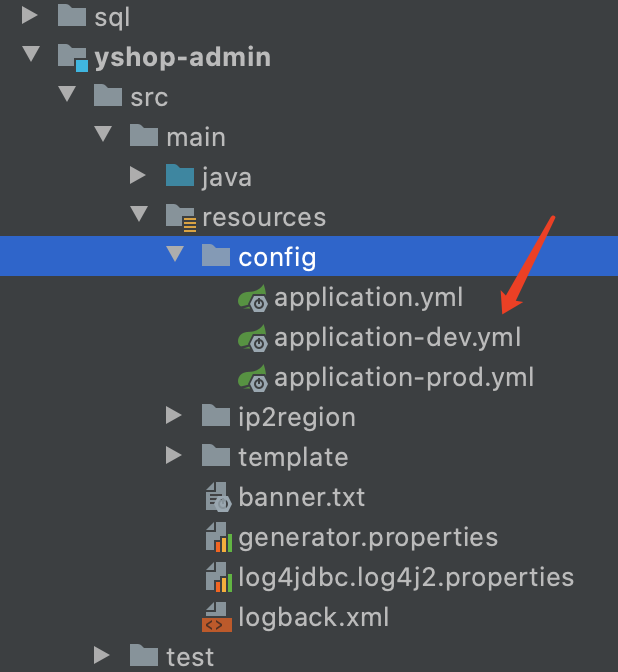 sql
yshop-admin
src
main
java
resources
config
application.yml
application-dev.yml
application-prod.yml
ip2region
template
banner.txt
generator.properties
log4jdbc.log4j2.properties
logback.xml
test